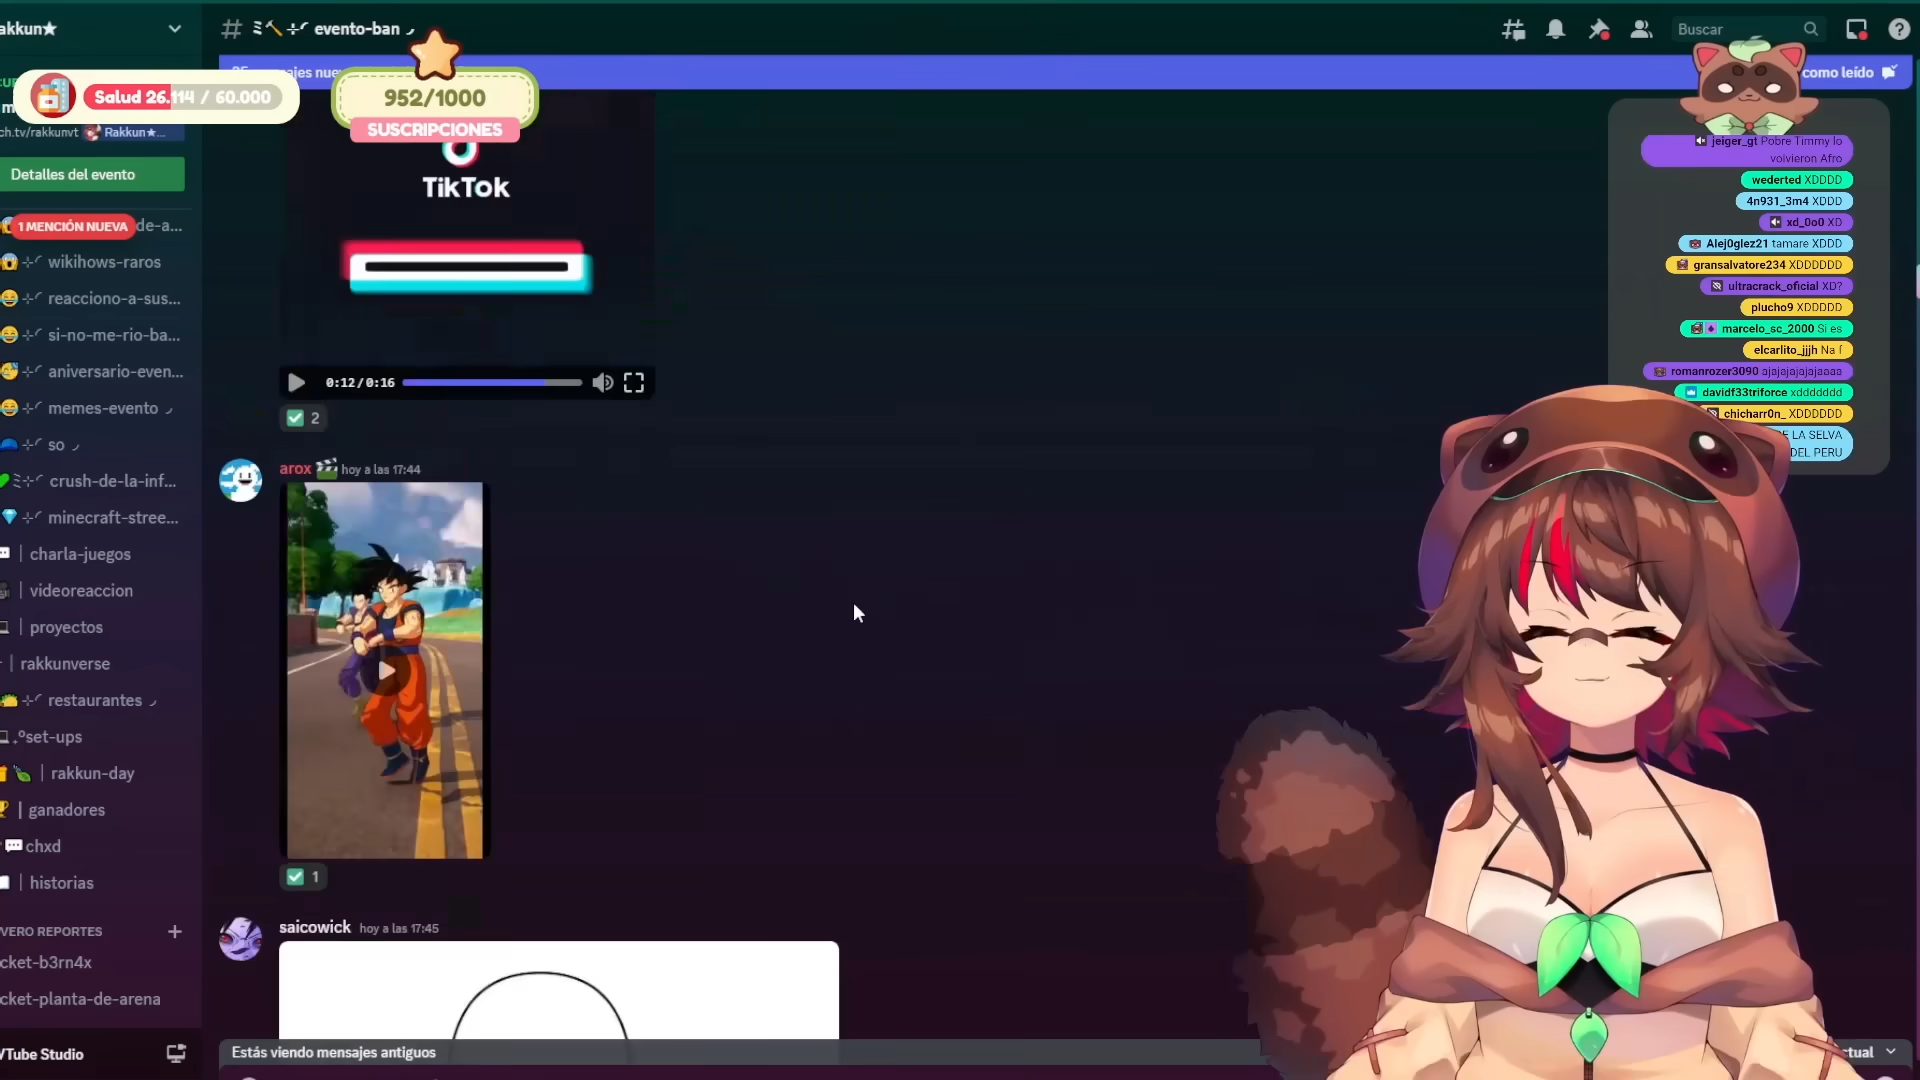 akkun★
evento-ban
Buscar
como leído
Salud 26.114 / 60.000
952/1000
SUSCRIPCIONES
ch.tv/rakkunvt Rakkun★...
Detalles del evento
1 MENCIÓN NUEVA de-a...
wikihows-raros
reacciono-a-sus...
si-no-me-rio-ba...
aniversario-even...
memes-evento
so
crush-de-la-inf...
minecraft-stree...
charla-juegos
videoreaccion
proyectos
rakkunverse
restaurantes
set-ups
rakkun-day
ganadores
chxd
historias
VERO REPORTES
cket-b3rn4x
cket-planta-de-arena
VTube Studio
TikTok
0:12/0:16
2
arox hoy a las 17:44
1
saicowick hoy a las 17:45
Estás viendo mensajes antiguos
ctual
jeiger_gt Pobre Timmy lo
volvieron Afro
wederted XDDDD
4n931_3m4 XDDD
xd_0o0 XD
Alej0glez21 tamare XDDD
gransalvatore234 XDDDDDD
ultracrack_oficial XD?
plucho9 XDDDDD
marcelo_sc_2000 Si es
elcarlito_jjjh Na
romanrozer3090 ajajajajajajaaaa
davidf33triforce xddddddd
chicharr0n_ XDDDDDD
E LA SELVA
DEL PERU